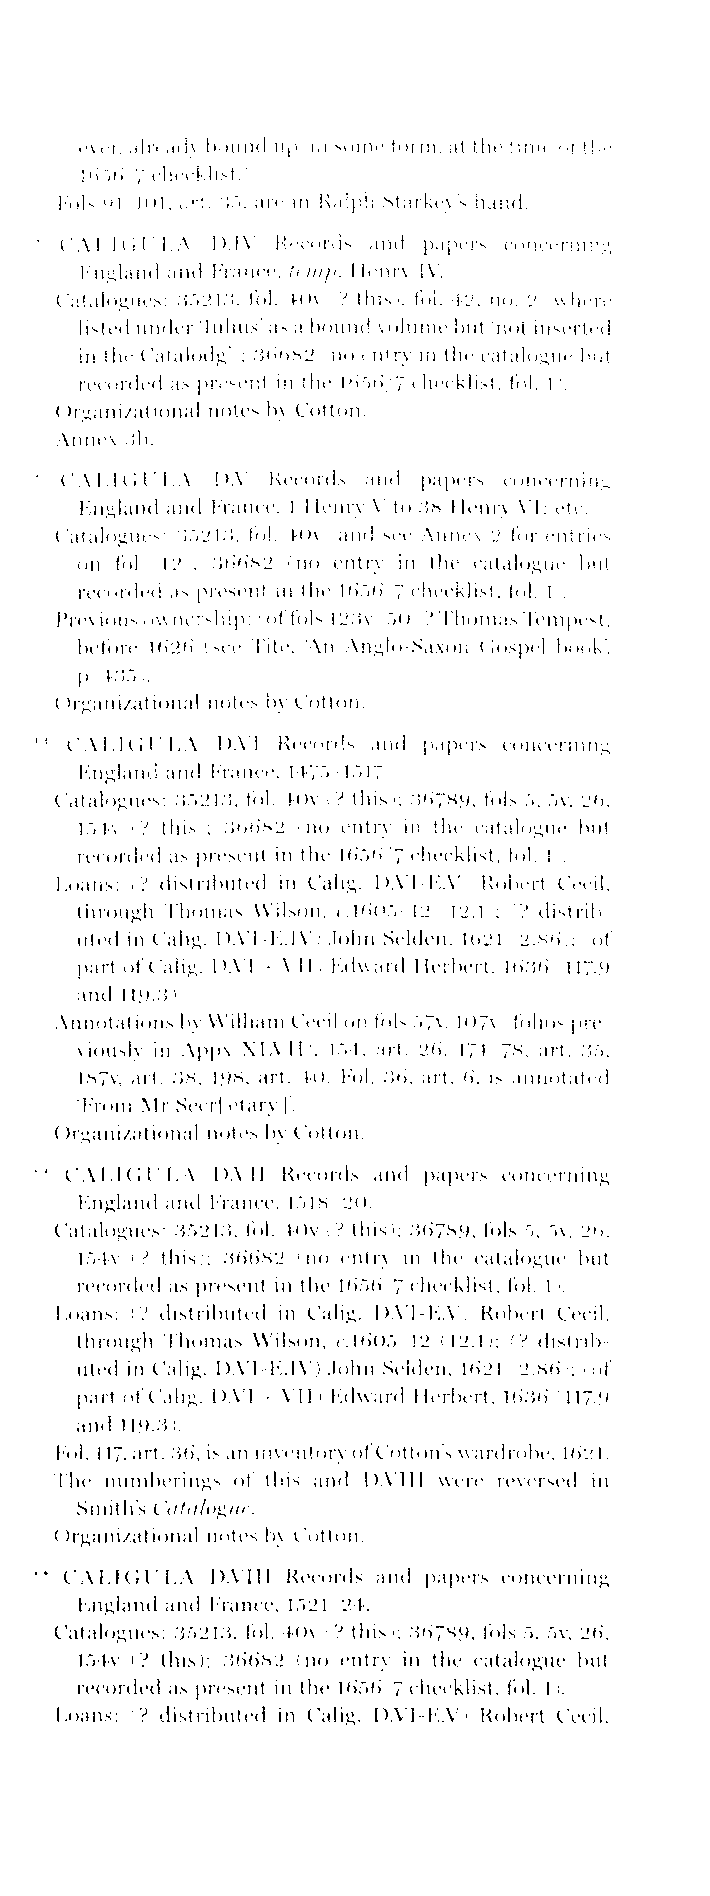 ever, already bound up, in some form, at the time of the
1656–7 checklist.
Fols 91–101, art. 35, are in Ralph Starkey's hand.
* CALIGULA D.IV Records and papers concerning
England and France, temp. Henry IV.
Catalogues: 35213, fol. 40v (? this), fol. 42, no. 2 (where
listed under 'Julius' as a bound volume but 'not inserted
in the Catalodg'); 36682 (no entry in the catalogue but
recorded as present in the 1656/7 checklist, fol. 1).
Organizational notes by Cotton.
Annex 3b.
* CALIGULA D.V Records and papers concerning
England and France, 1 Henry V to 38 Henry VI; etc.
Catalogues: 35213, fol. 40v (and see Annex 2 for entries
on fol. 42); 36682 (no entry in the catalogue but
recorded as present in the 1656–7 checklist, fol. 1).
Previous ownership: (of fols 123v–50) ? Thomas Tempest,
before 1626 (see Tite, 'An Anglo-Saxon Gospel book',
p. 435).
Organizational notes by Cotton.
** CALIGULA D.VI Records and papers concerning
England and France, 1475–1517
Catalogues: 35213, fol. 40v (? this); 36789, fols 5, 5v, 26,
154v (? this); 36682 (no entry in the catalogue but
recorded as present in the 1656–7 checklist, fol. 1).
Loans: (? distributed in Calig. D.VI-E.V) Robert Cecil,
through Thomas Wilson, c.1605–12 (12.1); (? distrib-
uted in Calig. D.VI-E.IV) John Selden, 1621 (2.86); (of
part of Calig. D.VI + VII) Edward Herbert, 1636 (117.9
and 119.3)
Annotations by William Cecil on fols 57v, 107v (folios pre-
viously in Appx XLVII), 154, art. 26, 171–78, art. 35,
187v, art. 38, 198, art. 40. Fol. 36, art. 6, is annotated
'From Mr Secr[etary]'.
Organizational notes by Cotton.
** CALIGULA D.VII Records and papers concerning
England and France, 1518–20.
Catalogues: 35213, fol. 40v (? this); 36789, fols 5, 5v, 26,
154v (? this); 36682 (no entry in the catalogue but
recorded as present in the 1656–7 checklist, fol. 1).
Loans: (? distributed in Calig. D.VI-E.V) Robert Cecil,
through Thomas Wilson, c.1605–12 (12.1); (? distrib-
uted in Calig. D.VI-E.IV) John Selden, 1621 (2.86); (of
part of Calig. D.VI + VII) Edward Herbert, 1636 (117.9
and 119.3).
Fol. 117, art. 36, is an inventory of Cotton's wardrobe, 1621.
The numberings of this and D.VIII were reversed in
Smith's Catalogue.
Organizational notes by Cotton.
** CALIGULA D.VIII Records and papers concerning
England and France, 1521–24.
Catalogues: 35213, fol. 40v (? this); 36789, fols 5, 5v, 26,
154v (? this); 36682 (no entry in the catalogue but
recorded as present in the 1656–7 checklist, fol. 1).
Loans: (? distributed in Calig. D.VI-E.V) Robert Cecil,